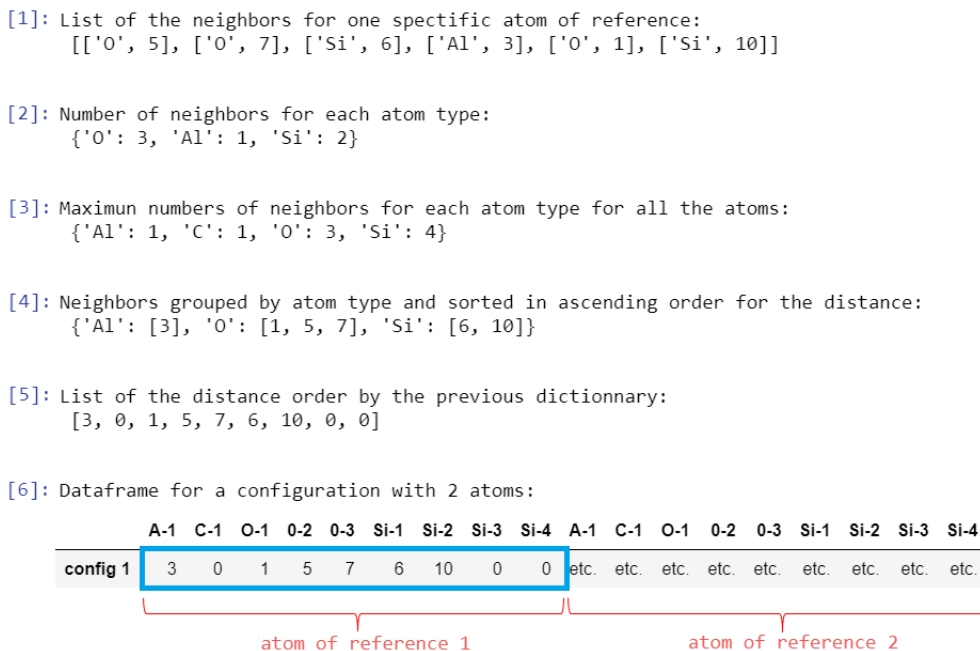 [1]: List of the neighbors for one spectific atom of reference:
[['O', 5], ['O', 7], ['Si', 6], ['Al', 3], ['O', 1], ['Si', 10]]
[2]: Number of neighbors for each atom type:
{'O': 3, 'Al': 1, 'Si': 2}
[3]: Maximun numbers of neighbors for each atom type for all the atoms:
{'Al': 1, 'C': 1, 'O': 3, 'Si': 4}
[4]: Neighbors grouped by atom type and sorted in ascending order for the distance:
{'Al': [3], 'O': [1, 5, 7], 'Si': [6, 10]}
[5]: List of the distance order by the previous dictionnary:
[3, 0, 1, 5, 7, 6, 10, 0, 0]
[6]: Dataframe for a configuration with 2 atoms:
A-1 C-1 O-1 0-2 0-3 Si-1 Si-2 Si-3 Si-4 A-1 C-1 O-1 0-2 0-3 Si-1 Si-2 Si-3 Si-4
config 1 3 0 1 5 7 6 10 0 0 etc. etc. etc. etc. etc. etc. etc. etc. etc.
atom of reference 1 atom of reference 2